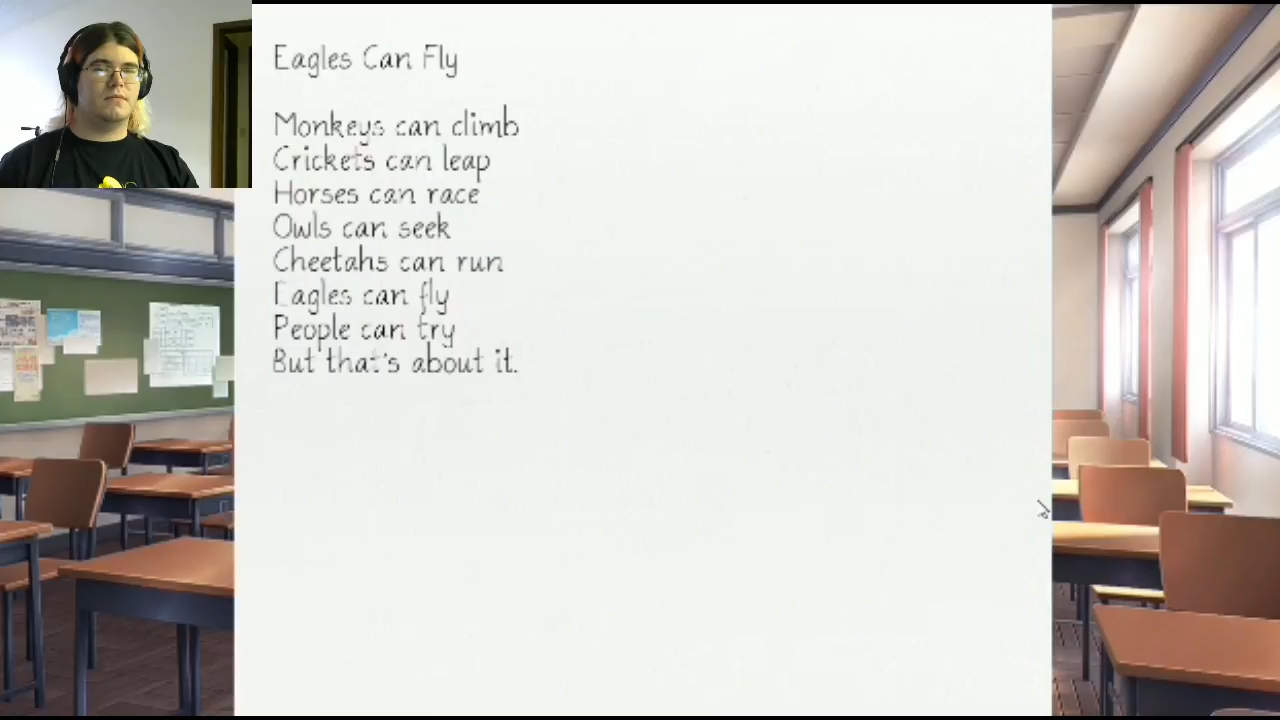 Eagles Can Fly
Monkeys can climb
Crickets can leap
Horses can race
Owls can seek
Cheetahs can run
Eagles can fly
People can try
But that's about it.